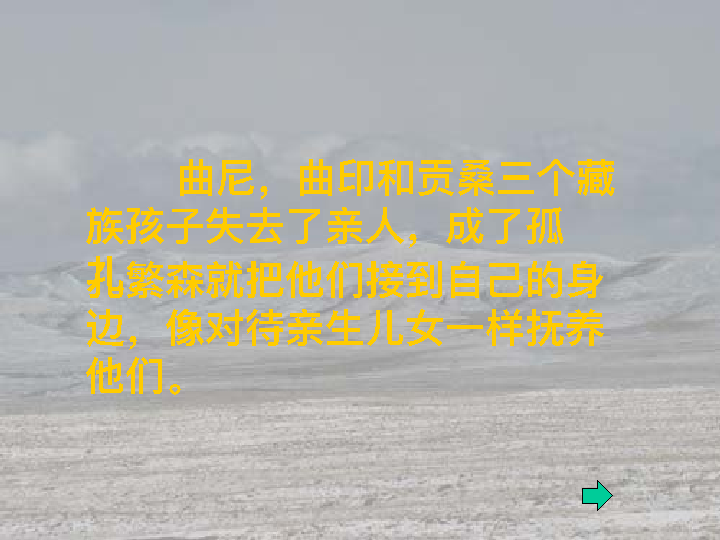 曲尼，曲印和贡桑三个藏
族孩子失去了亲人，成了孤
繁森就把他们接到自己的身
边，像对待亲生儿女一样抚养
他们。